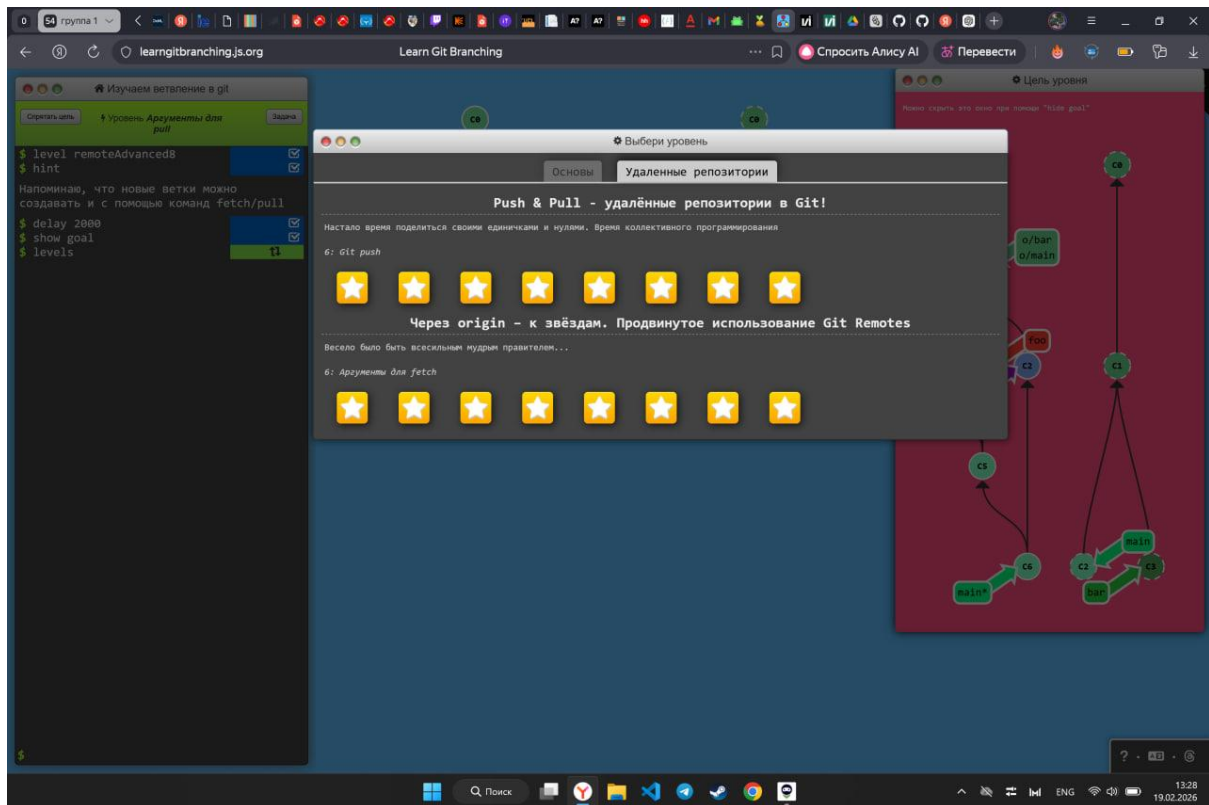 0
54 группа 1
learngitbranching.js.org
Learn Git Branching
Спросить Алису AI
Перевести
Изучаем ветвление в git
Спрятать цель
Уровень Аргументы для pull
Задача
$ level remoteAdvanced8
$ hint
Напоминаю, что новые ветки можно
создавать и с помощью команд fetch/pull
$ delay 2000
$ show goal
$ levels
$
c0
c0
Выбери уровень
Основы
Удаленные репозитории
Push & Pull - удалённые репозитории в Git!
Настало время поделиться своими единичками и нулями. Время коллективного программирования
6: Git push
Через origin – к звёздам. Продвинутое использование Git Remotes
Весело было быть всесильным мудрым правителем...
6: Аргументы для fetch
Цель уровня
Можно скрыть это окно при помощи "hide goal"
c0
o/bar
o/main
foo
c2
c1
c5
main
c6
c2
c3
main*
bar
?
Поиск
ENG
13:28
19.02.2026